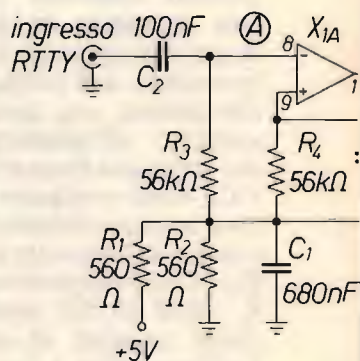 ingresso
RTTY
100nF
C2
A
X1A
8
-
1
+
9
R3
56kΩ
R4
56kΩ
:
R1
560
Ω
R2
560
Ω
C1
680nF
+5V